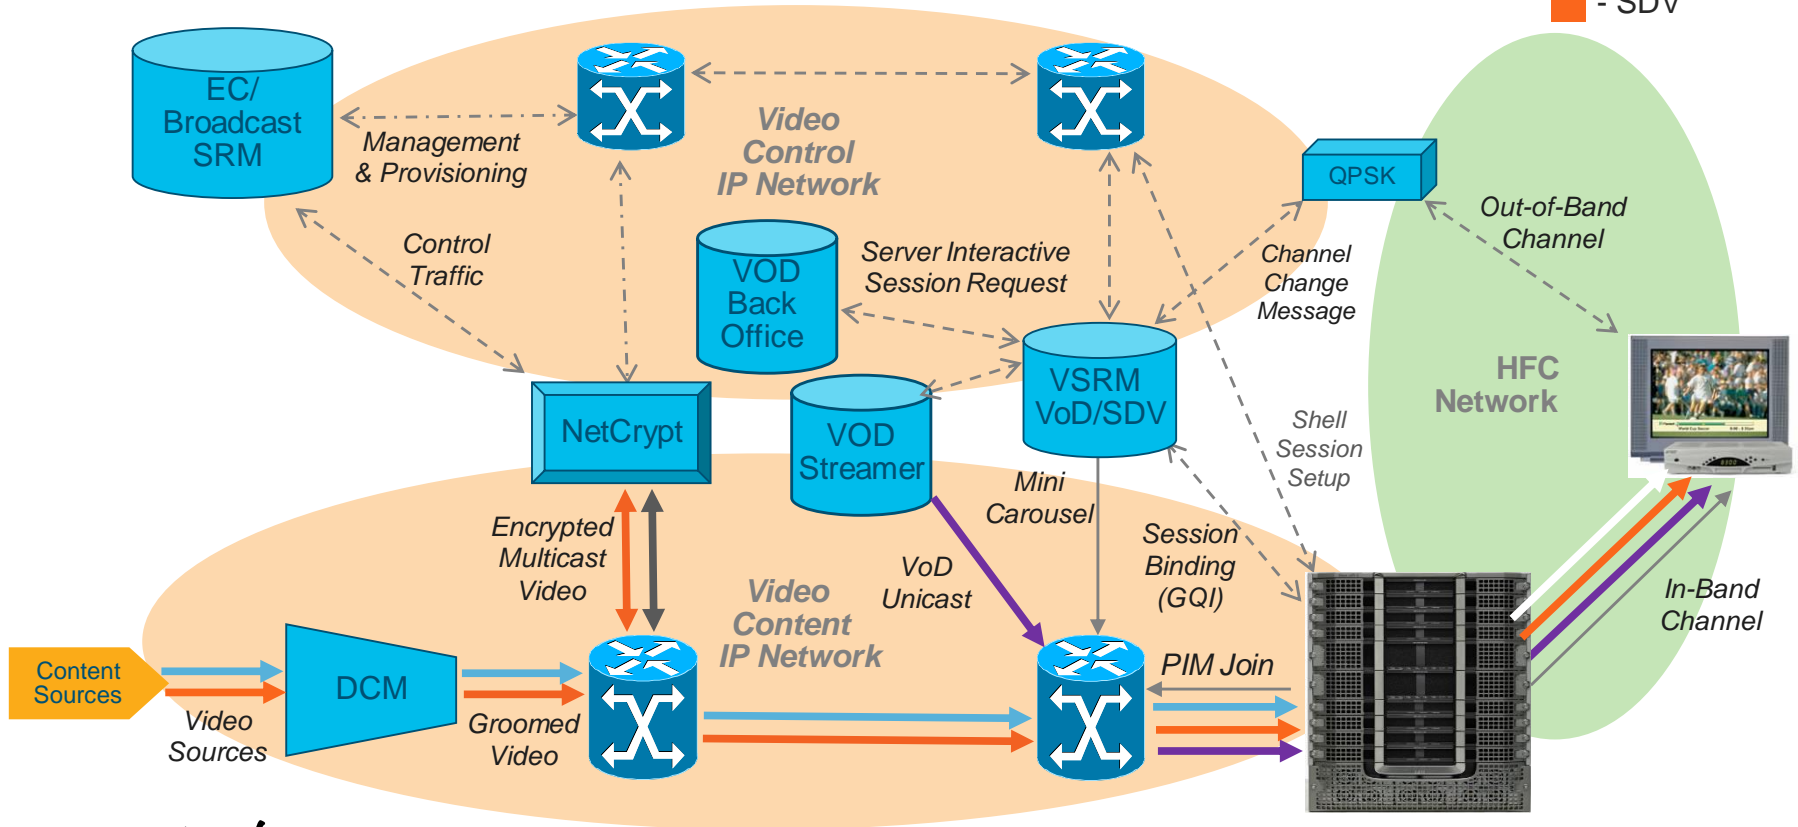 - SDV
EC/
Broadcast
SRM
Management
& Provisioning
Video
Control
IP Network
QPSK
Out-of-Band
Channel
Control
Traffic
VOD
Back
Office
Server Interactive
Session Request
Channel
Change
Message
HFC
Network
NetCrypt
VOD
Streamer
VSRM
VoD/SDV
Shell
Session
Setup
Mini
Carousel
Encrypted
Multicast
Video
VoD
Unicast
Session
Binding
(GQI)
Video
Content
IP Network
In-Band
Channel
Content
Sources
DCM
PIM Join
Video
Sources
Groomed
Video